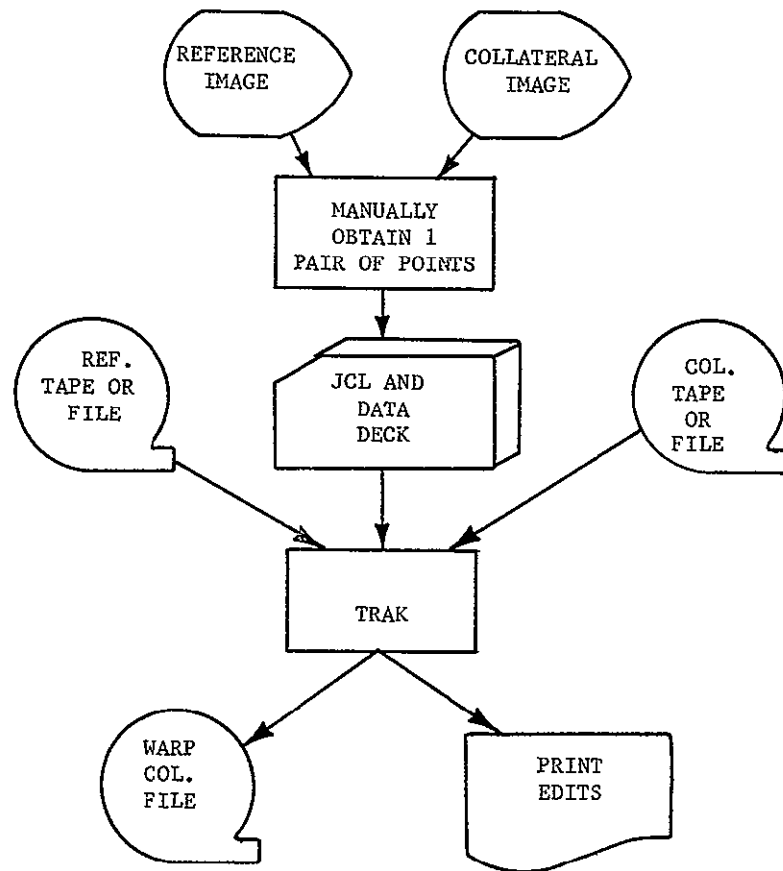 REFERENCE
IMAGE
COLLATERAL
IMAGE
MANUALLY
OBTAIN 1
PAIR OF POINTS
REF.
TAPE OR
FILE
JCL AND
DATA
DECK
COL.
TAPE
OR
FILE
TRAK
WARP
COL.
FILE
PRINT
EDITS